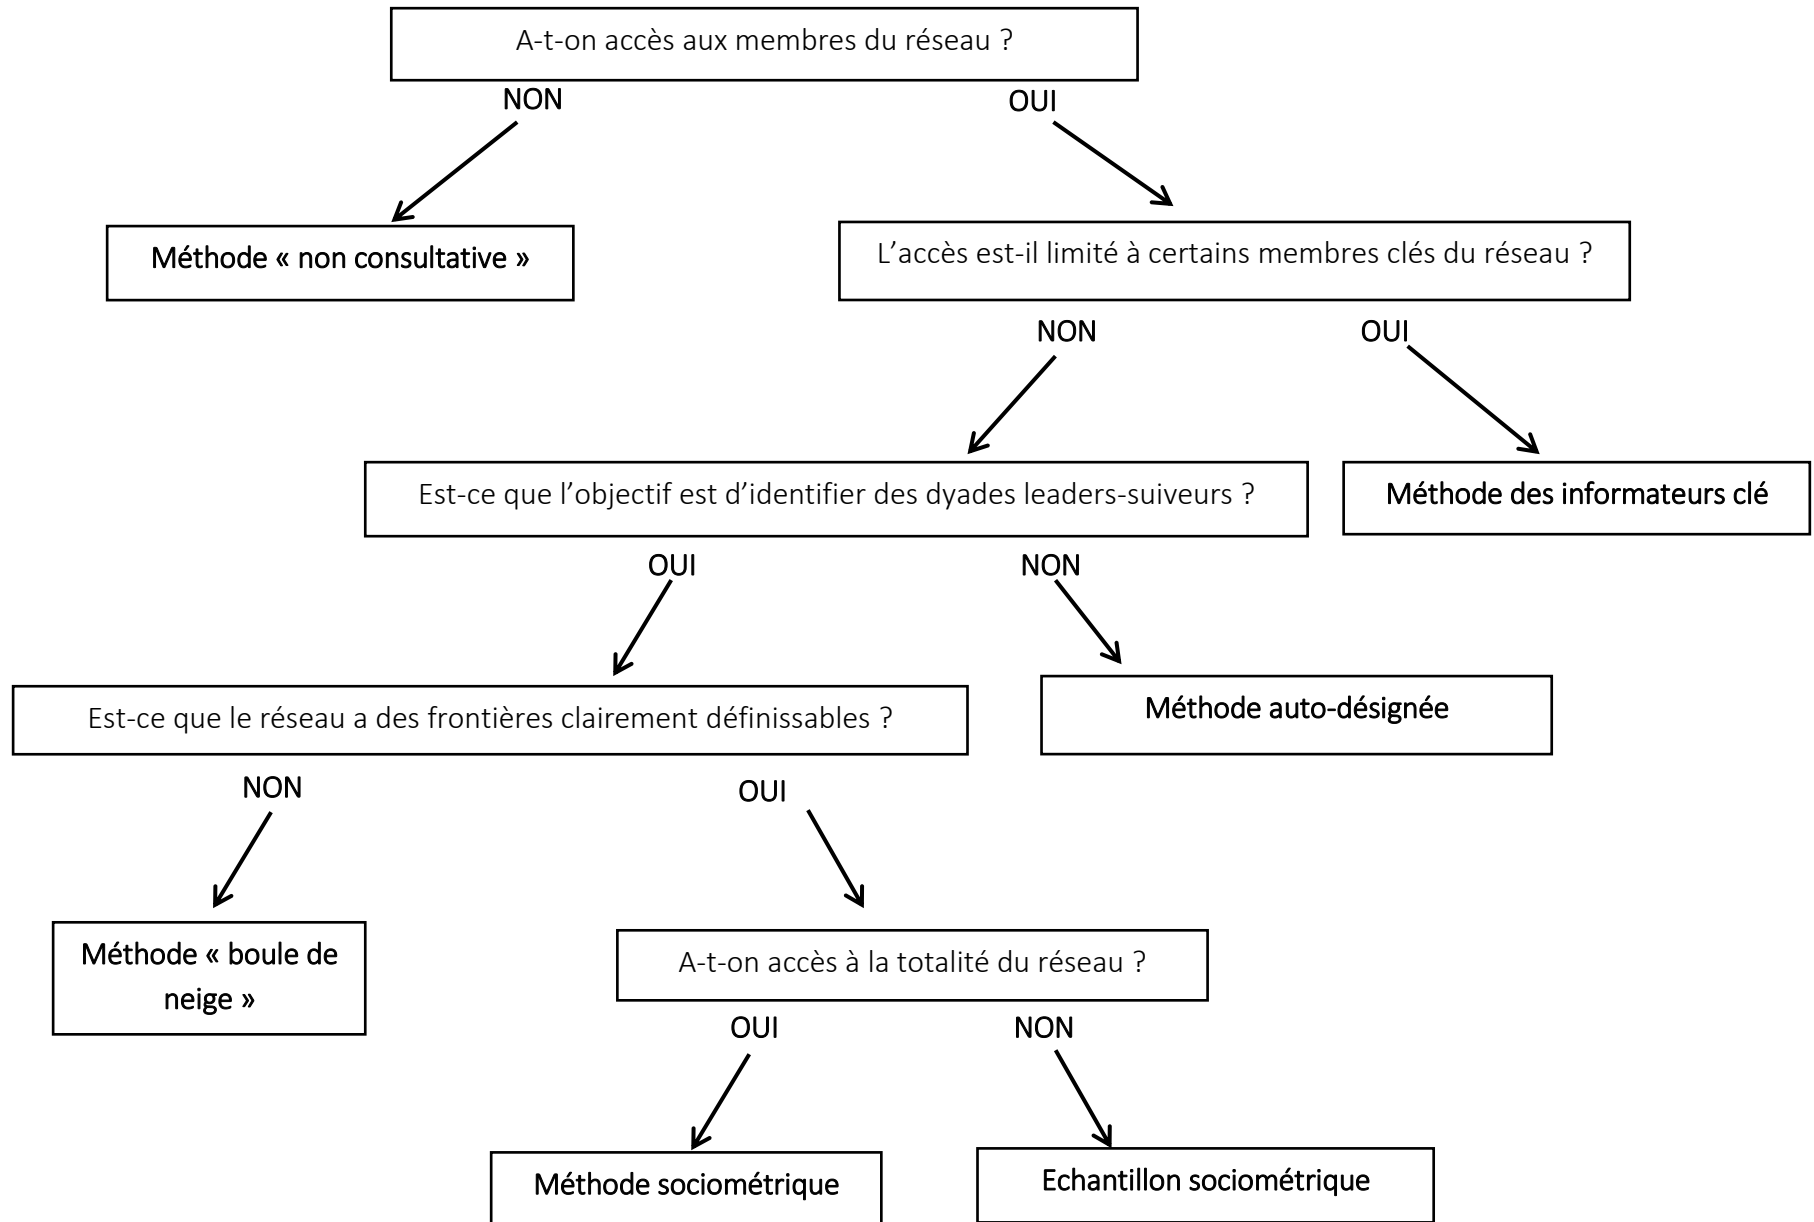 A-t-on accès aux membres du réseau ?
NON
OUI
Méthode « non consultative »
L’accès est-il limité à certains membres clés du réseau ?
NON
OUI
Est-ce que l’objectif est d’identifier des dyades leaders-suiveurs ?
Méthode des informateurs clé
OUI
NON
Est-ce que le réseau a des frontières clairement définissables ?
Méthode auto-désignée
NON
OUI
Méthode « boule de
neige »
A-t-on accès à la totalité du réseau ?
OUI
NON
Méthode sociométrique
Echantillon sociométrique